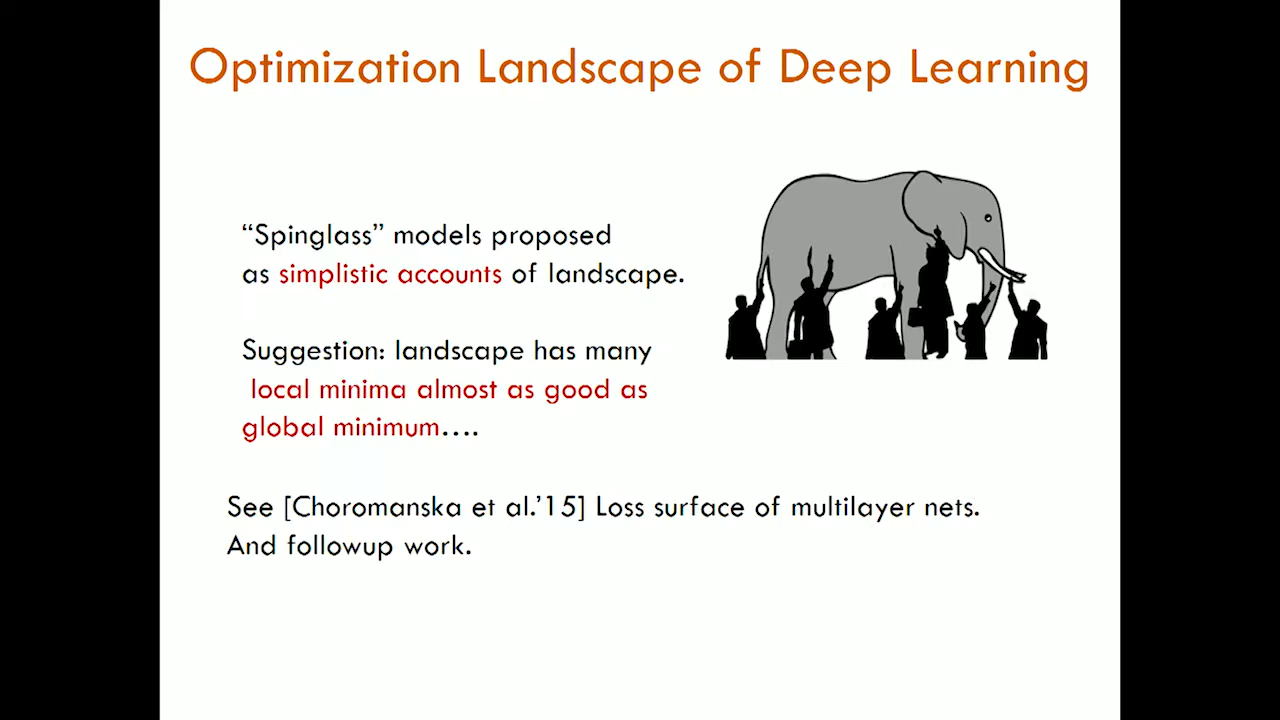 Optimization Landscape of Deep Learning
“Spinglass” models proposed
as simplistic accounts of landscape.
Suggestion: landscape has many
local minima almost as good as
global minimum….
See [Choromanska et al.’15] Loss surface of multilayer nets.
And followup work.